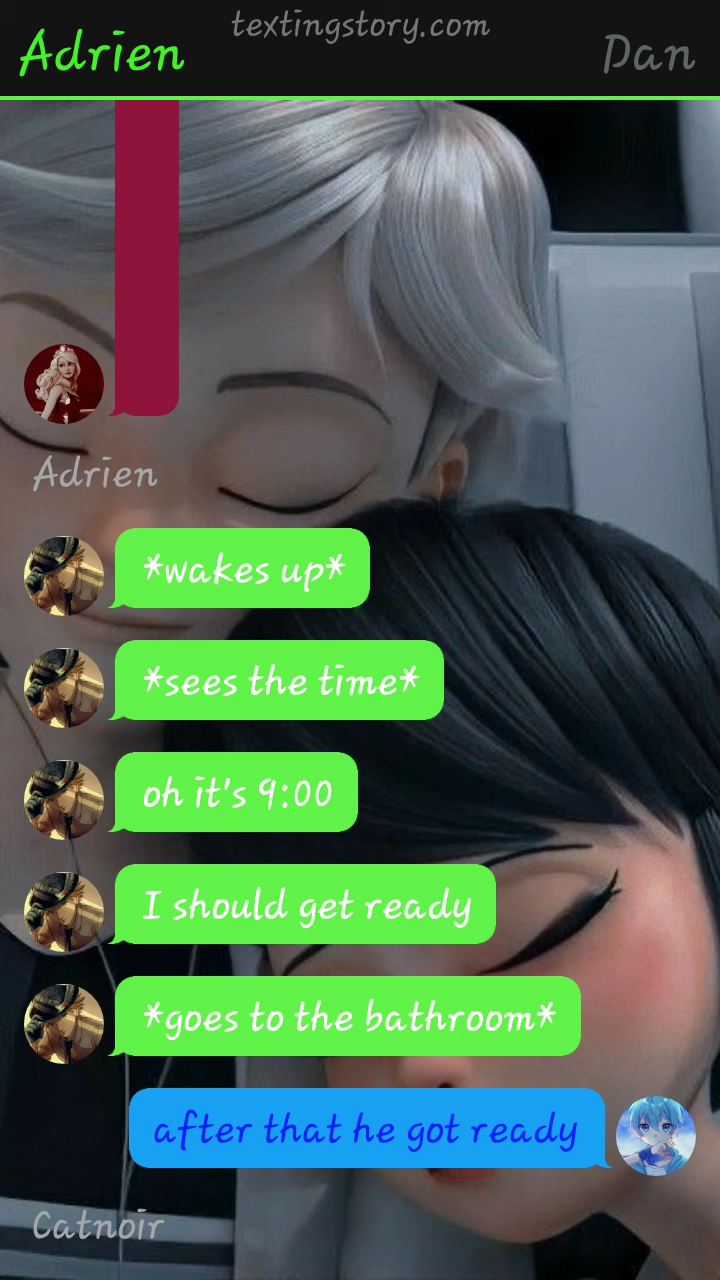 textingstory.com
Adrien
Dan
Adrien
*wakes up*
*sees the time*
oh it's 9:00
I should get ready
*goes to the bathroom*
after that he got ready
Catnoir